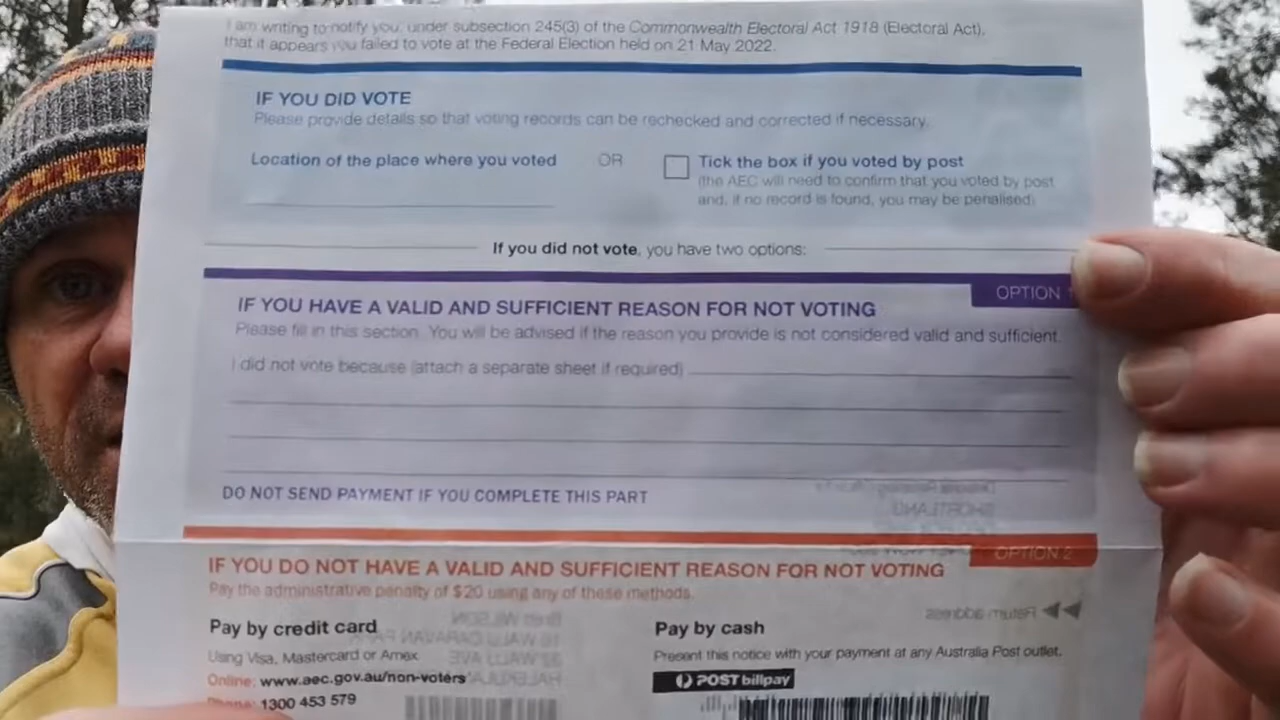 I am writing to notify you, under subsection 245(3) of the Commonwealth Electoral Act 1918 (Electoral Act),
that it appears you failed to vote at the Federal Election held on 21 May 2022.
IF YOU DID VOTE
Please provide details so that voting records can be rechecked and corrected if necessary.
Location of the place where you voted OR Tick the box if you voted by post
(the AEC will need to confirm that you voted by post
and, if no record is found, you may be penalised)
If you did not vote, you have two options:
OPTION 1
IF YOU HAVE A VALID AND SUFFICIENT REASON FOR NOT VOTING
Please fill in this section. You will be advised if the reason you provide is not considered valid and sufficient.
I did not vote because (attach a separate sheet if required)
DO NOT SEND PAYMENT IF YOU COMPLETE THIS PART
OPTION 2
IF YOU DO NOT HAVE A VALID AND SUFFICIENT REASON FOR NOT VOTING
Pay the administrative penalty of $20 using any of these methods.
Return address
Pay by credit card
Using Visa, Mastercard or Amex
Online: www.aec.gov.au/non-voters
Phone: 1300 453 579
Pay by cash
Present this notice with your payment at any Australia Post outlet.
POST billpay